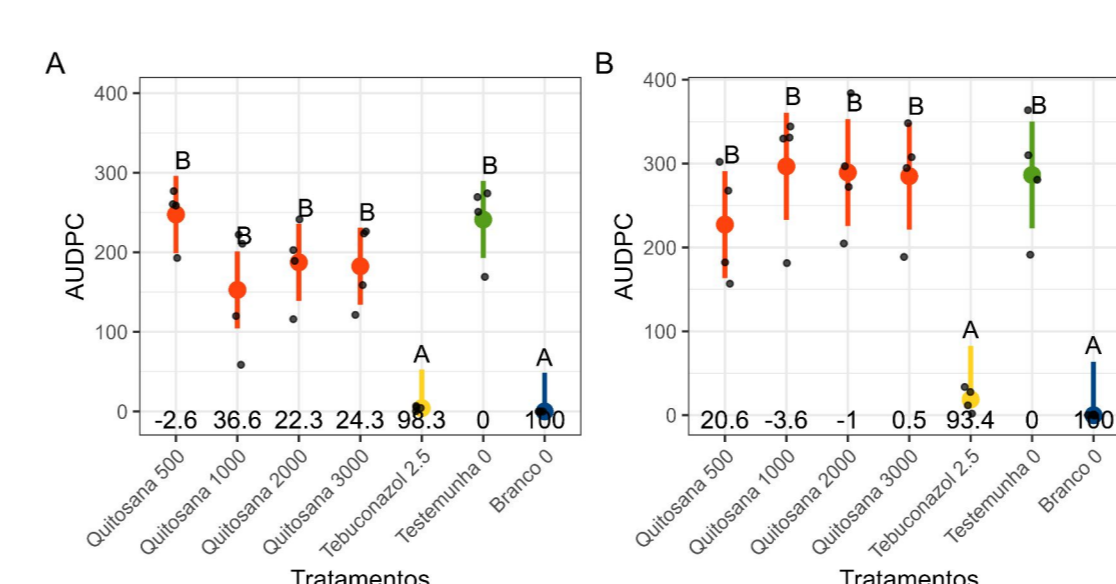 A
AUDPC
400
300
200
100
0
B
B
B
B
A
B
A
-2.6 36.6 22.3 24.3 98.3 0 100
Quitosana 500
Quitosana 1000
Quitosana 2000
Quitosana 3000
Tebuconazol 2.5
Testemunha 0
Branco 0
Tratamentos
B
AUDPC
400
300
200
100
0
B
B
B
B
A
B
A
20.6 -3.6 -1 0.5 93.4 0 100
Quitosana 500
Quitosana 1000
Quitosana 2000
Quitosana 3000
Tebuconazol 2.5
Testemunha 0
Branco 0
Tratamentos